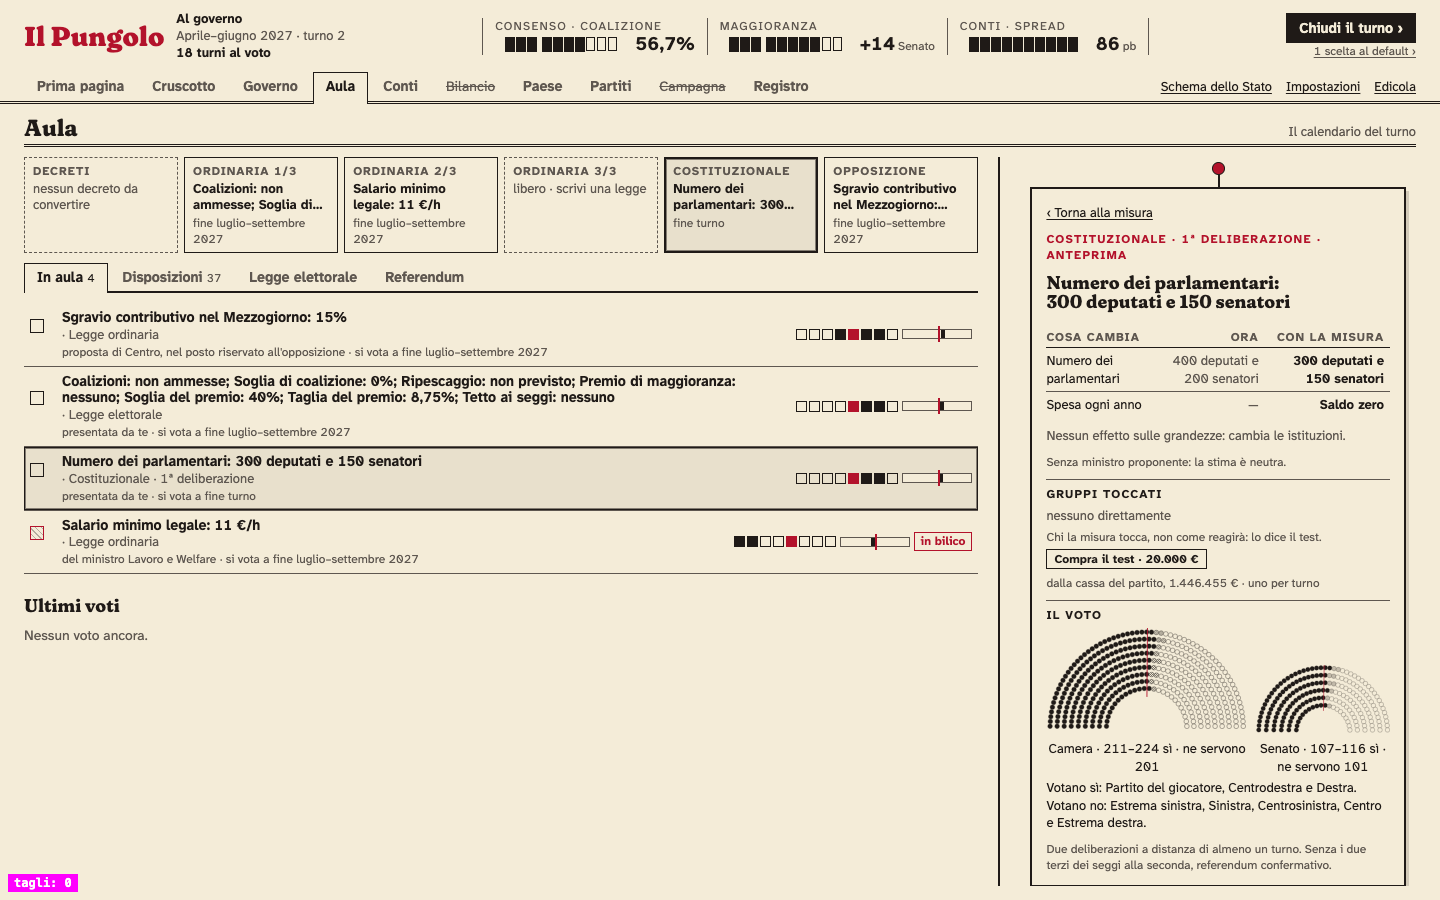 Il Pungolo
Al governo
Aprile–giugno 2027 · turno 2
18 turni al voto
CONSENSO · COALIZIONE
56,7%
MAGGIORANZA
+14 Senato
CONTI · SPREAD
86 pb
Chiudi il turno ›
1 scelta al default ›
Prima pagina
Cruscotto
Governo
Aula
Conti
Bilancio
Paese
Partiti
Campagna
Registro
Schema dello Stato
Impostazioni
Edicola
Aula
Il calendario del turno
DECRETI
nessun decreto da
convertire
ORDINARIA 1/3
Coalizioni: non
ammesse; Soglia di...
fine luglio–settembre
2027
ORDINARIA 2/3
Salario minimo
legale: 11 €/h
fine luglio–settembre
2027
ORDINARIA 3/3
libero · scrivi una legge
COSTITUZIONALE
Numero dei
parlamentari: 300...
fine turno
OPPOSIZIONE
Sgravio contributivo
nel Mezzogiorno:...
fine luglio–settembre
2027
In aula 4
Disposizioni 37
Legge elettorale
Referendum
Sgravio contributivo nel Mezzogiorno: 15%
· Legge ordinaria
proposta di Centro, nel posto riservato all'opposizione · si vota a fine luglio–settembre 2027
Coalizioni: non ammesse; Soglia di coalizione: 0%; Ripescaggio: non previsto; Premio di maggioranza:
nessuno; Soglia del premio: 40%; Taglia del premio: 8,75%; Tetto ai seggi: nessuno
· Legge elettorale
presentata da te · si vota a fine luglio–settembre 2027
Numero dei parlamentari: 300 deputati e 150 senatori
· Costituzionale · 1ª deliberazione
presentata da te · si vota a fine turno
Salario minimo legale: 11 €/h
· Legge ordinaria
del ministro Lavoro e Welfare · si vota a fine luglio–settembre 2027
in bilico
Ultimi voti
Nessun voto ancora.
‹ Torna alla misura
COSTITUZIONALE · 1ª DELIBERAZIONE ·
ANTEPRIMA
Numero dei parlamentari:
300 deputati e 150 senatori
COSA CAMBIA ORA CON LA MISURA
Numero dei 400 deputati e 300 deputati e
parlamentari 200 senatori 150 senatori
Spesa ogni anno — Saldo zero
Nessun effetto sulle grandezze: cambia le istituzioni.
Senza ministro proponente: la stima è neutra.
GRUPPI TOCCATI
nessuno direttamente
Chi la misura tocca, non come reagirà: lo dice il test.
Compra il test · 20.000 €
dalla cassa del partito, 1.446.455 € · uno per turno
IL VOTO
Camera · 211–224 sì · ne servono
201
Senato · 107–116 sì ·
ne servono 101
Votano sì: Partito del giocatore, Centrodestra e Destra.
Votano no: Estrema sinistra, Sinistra, Centrosinistra, Centro
e Estrema destra.
Due deliberazioni a distanza di almeno un turno. Senza i due
terzi dei seggi alla seconda, referendum confermativo.
tagli: 0